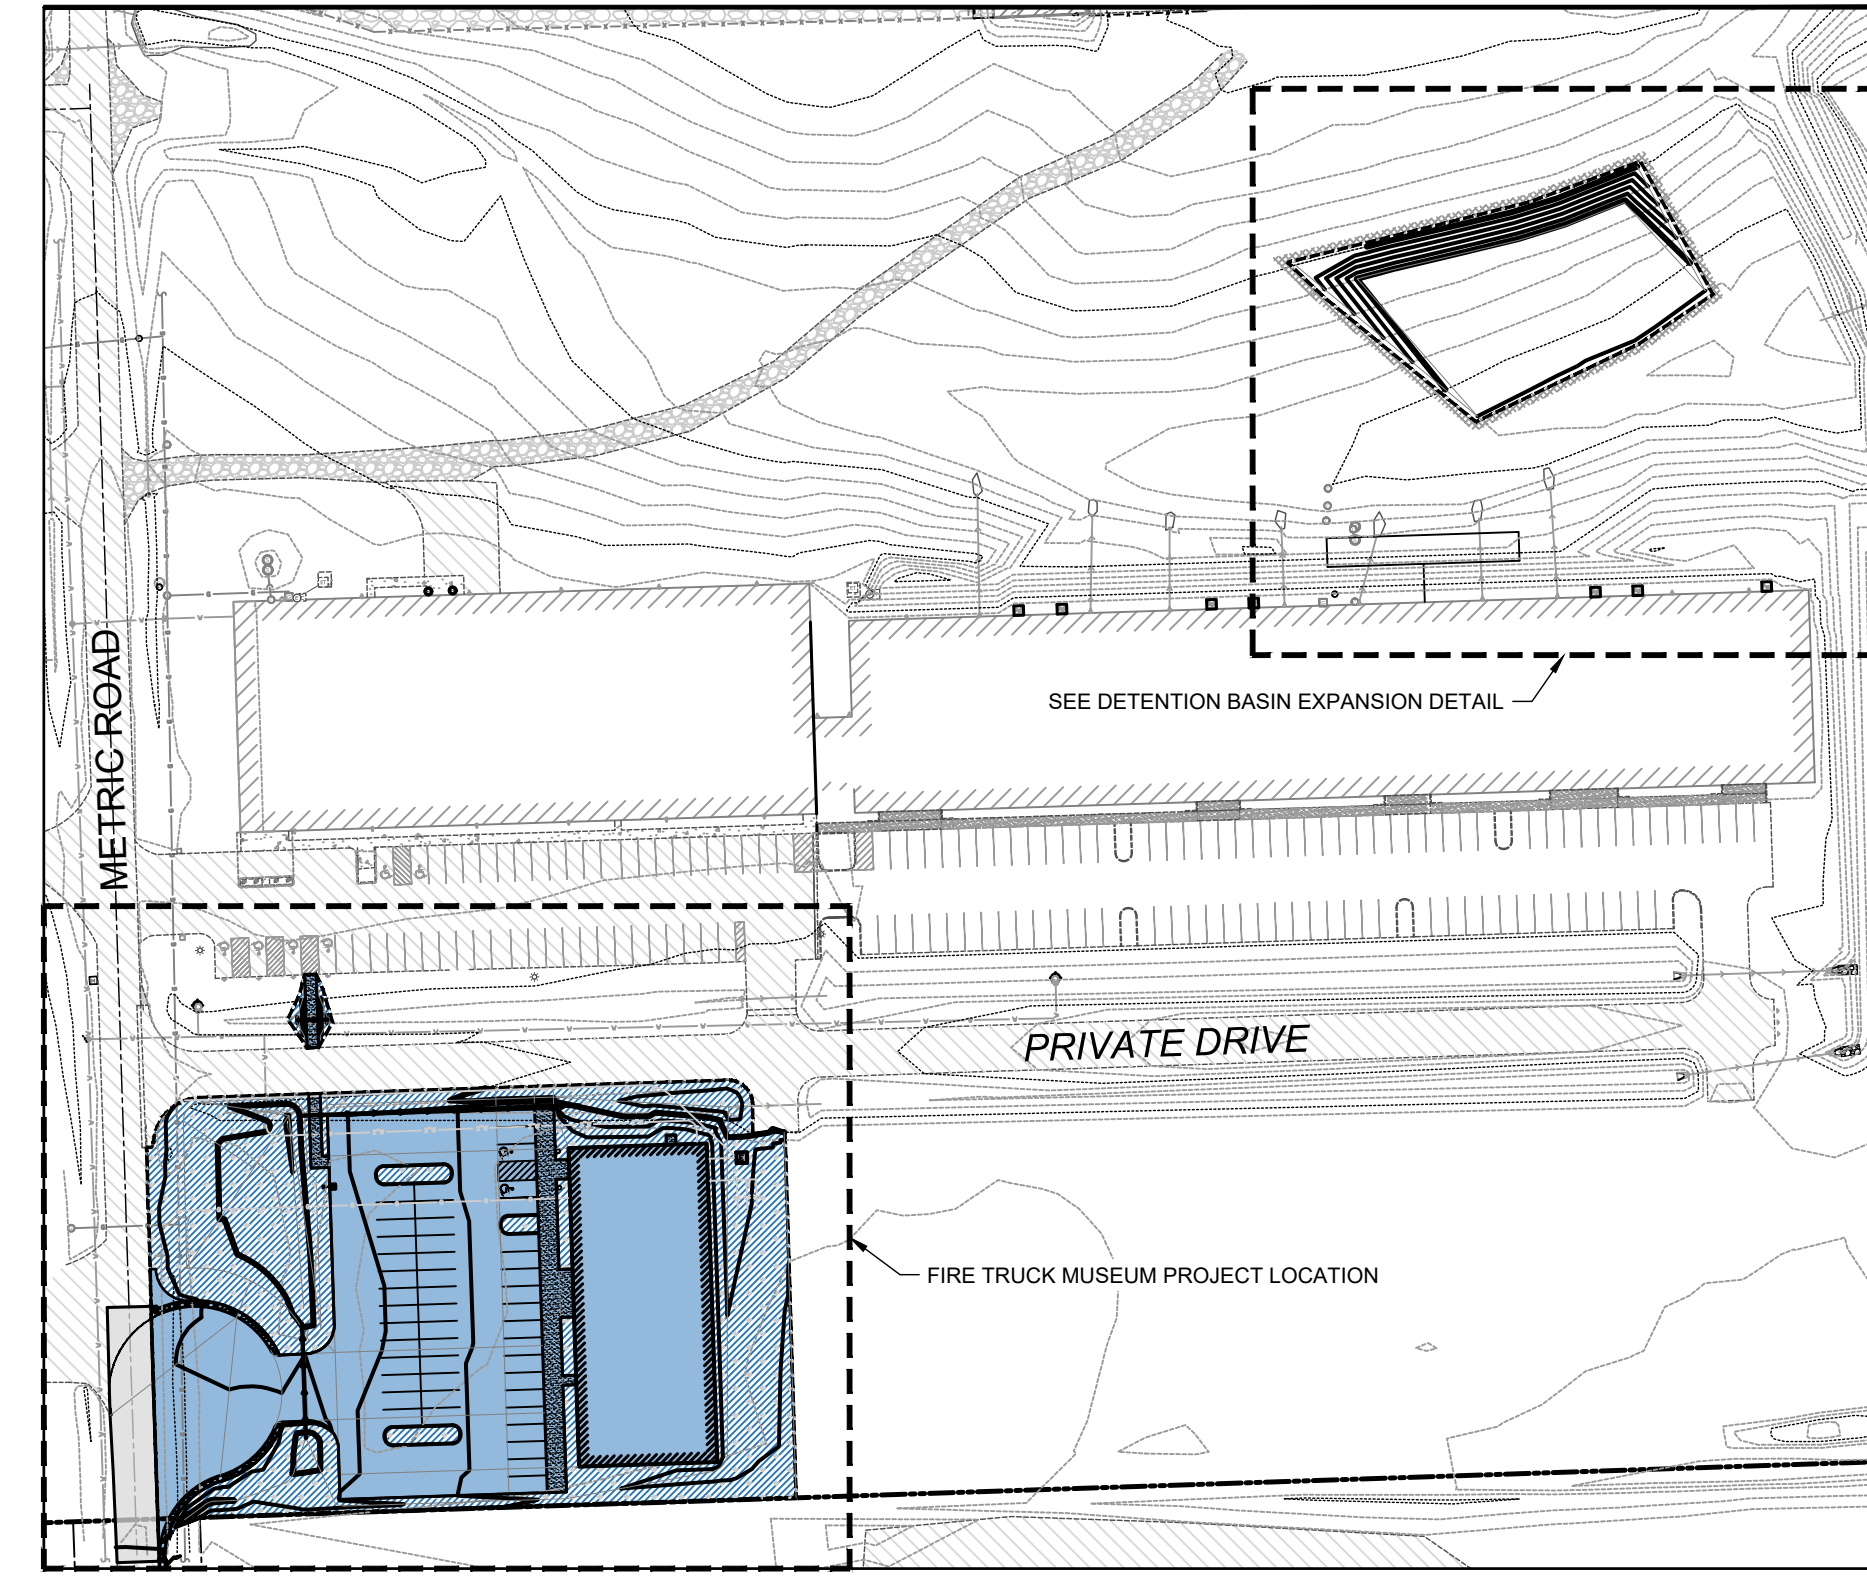 METRIC ROAD
SEE DETENTION BASIN EXPANSION DETAIL
PRIVATE DRIVE
FIRE TRUCK MUSEUM PROJECT LOCATION